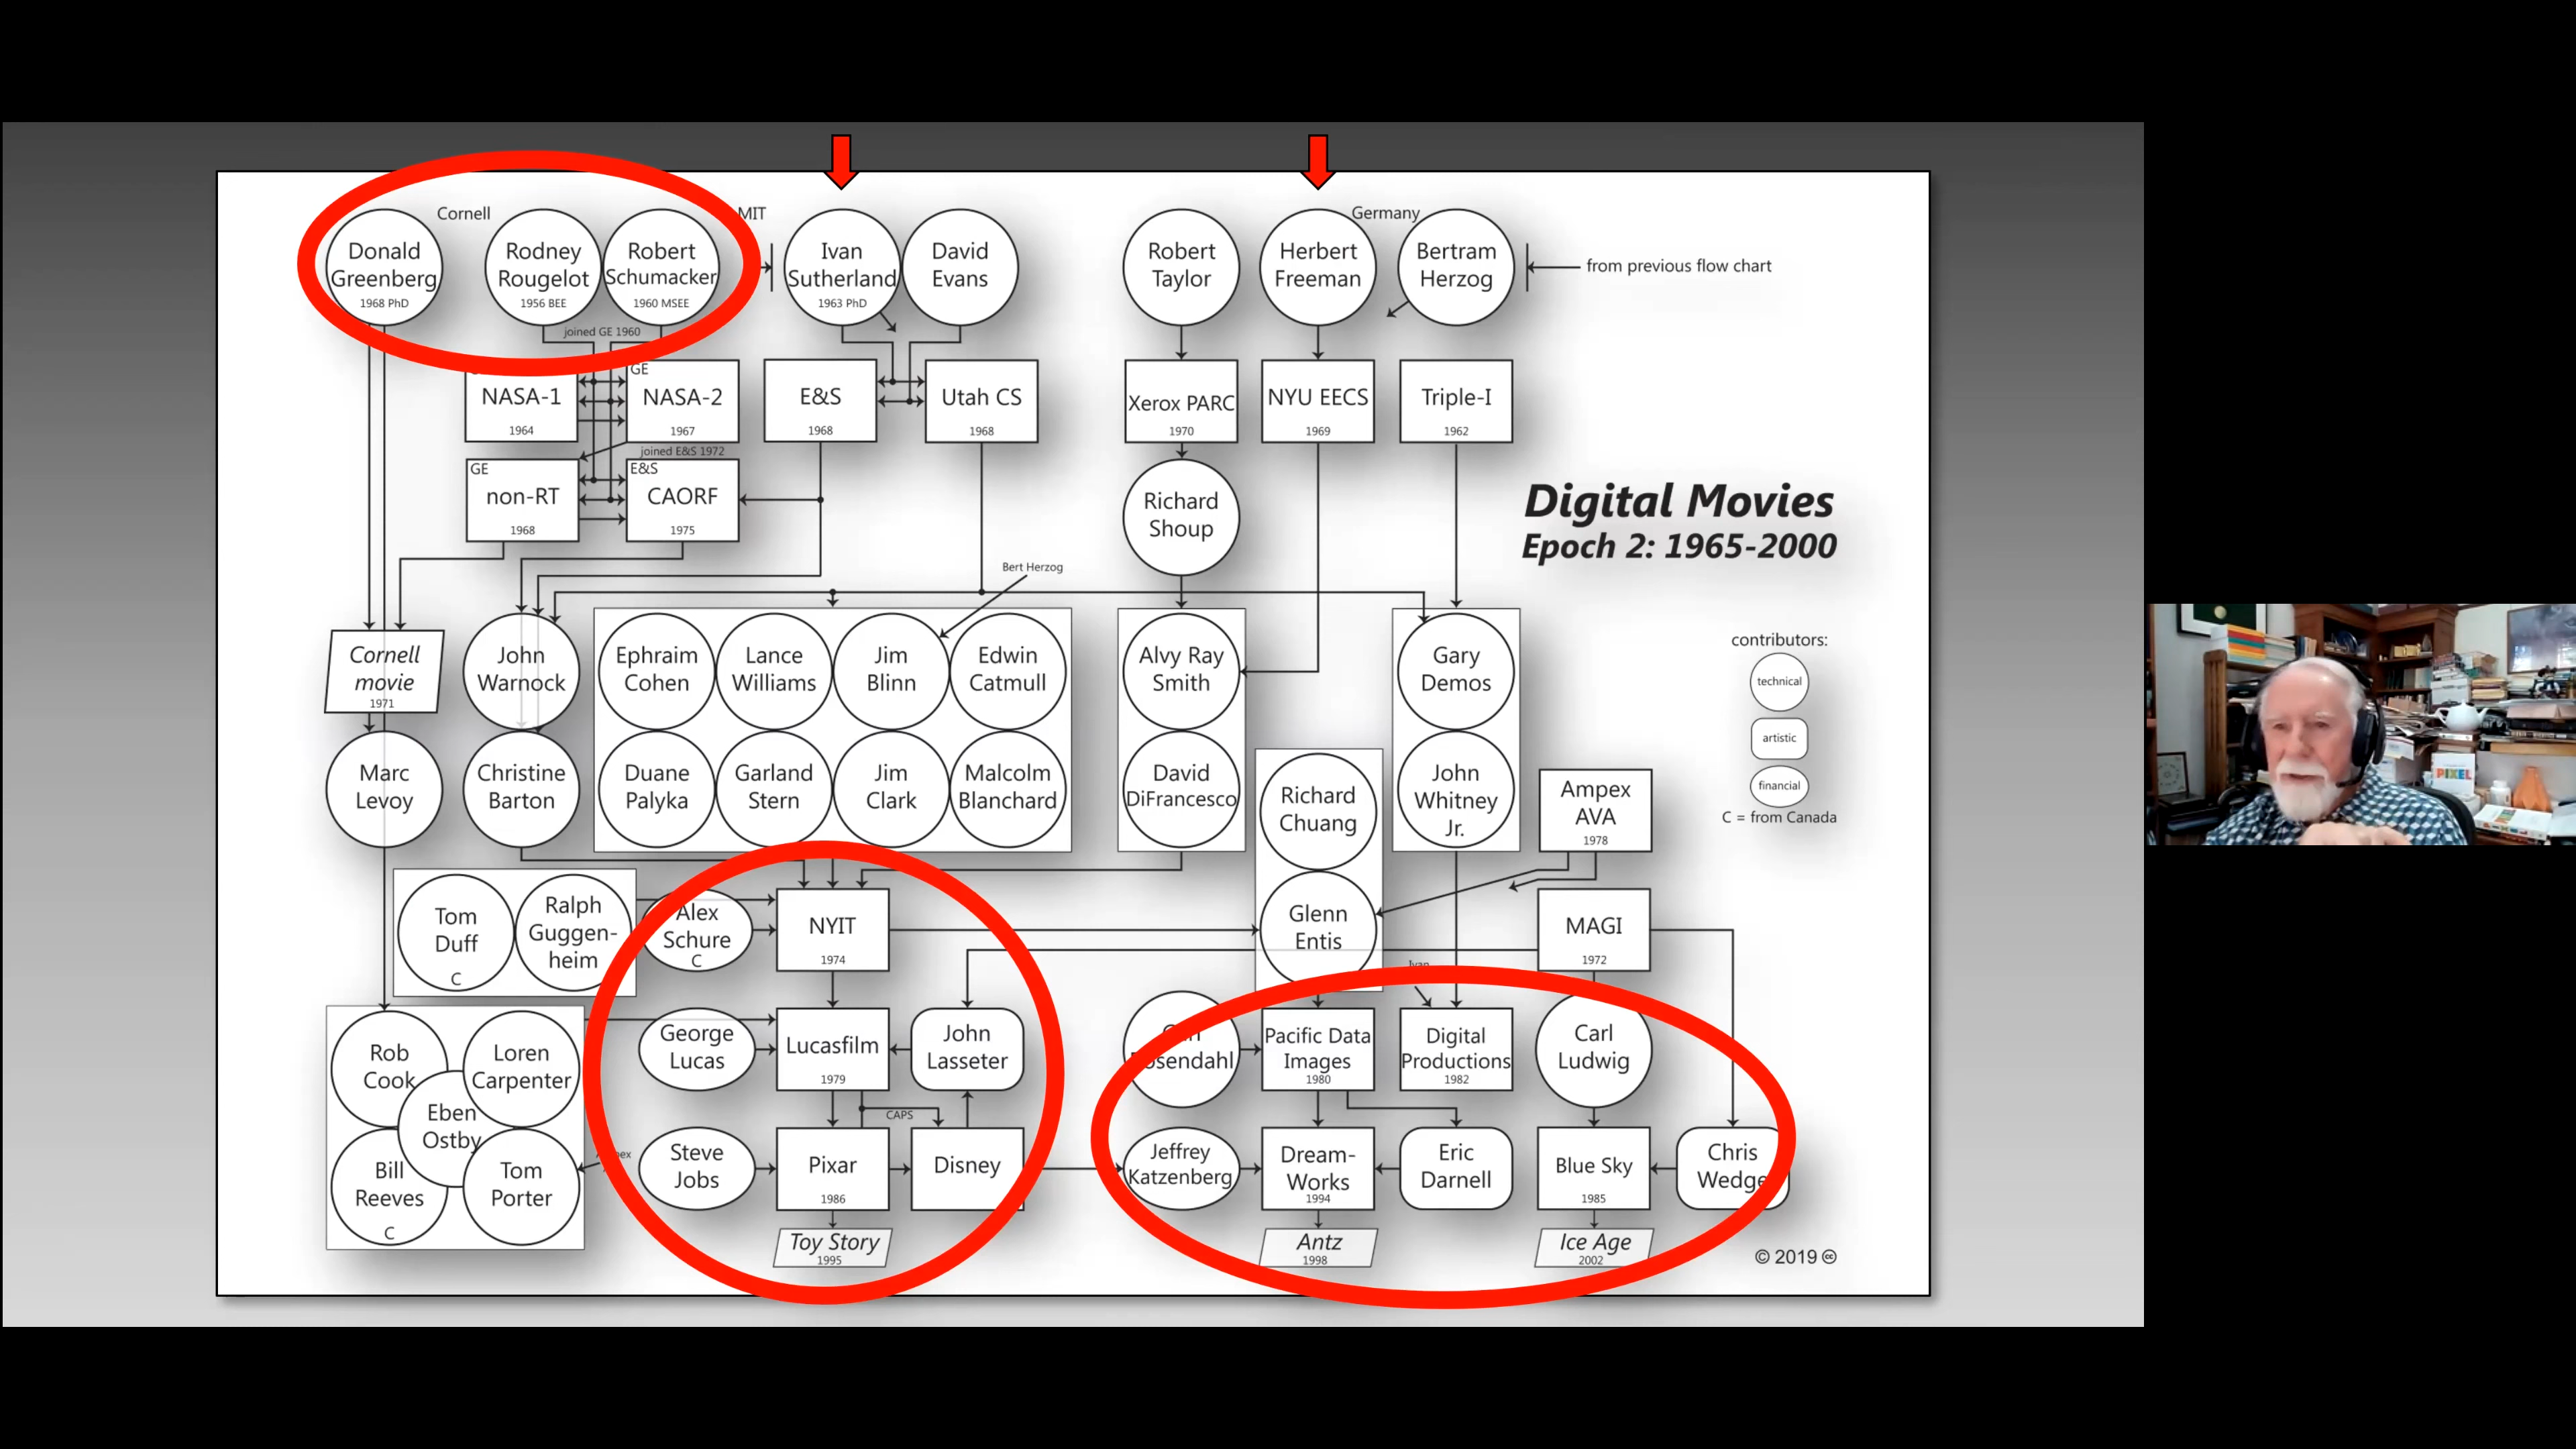 Cornell
MIT
Germany
Donald
Greenberg
1968 PhD
Rodney
Rougelot
1956 BEE
Robert
Schumacker
1960 MSEE
Ivan
Sutherland
1963 PhD
David
Evans
Robert
Taylor
Herbert
Freeman
Bertram
Herzog
from previous flow chart
joined GE 1960
NASA-1
1964
GE
NASA-2
1967
E&S
1968
Utah CS
1968
Xerox PARC
1970
NYU EECS
1969
Triple-I
1962
joined E&S 1972
GE
non-RT
1968
E&S
CAORF
1975
Richard
Shoup
Digital Movies
Epoch 2: 1965-2000
Bert Herzog
Cornell
movie
1971
John
Warnock
Ephraim
Cohen
Lance
Williams
Jim
Blinn
Edwin
Catmull
Alvy Ray
Smith
Gary
Demos
contributors:
technical
artistic
financial
C = from Canada
Marc
Levoy
Christine
Barton
Duane
Palyka
Garland
Stern
Jim
Clark
Malcolm
Blanchard
David
DiFrancesco
Richard
Chuang
John
Whitney
Jr.
Ampex
AVA
1978
Tom
Duff
C
Ralph
Guggen-
heim
Alex
Schure
C
NYIT
1974
Glenn
Entis
MAGI
1972
Ivan
Rob
Cook
Loren
Carpenter
Eben
Ostby
Bill
Reeves
C
Tom
Porter
George
Lucas
Lucasfilm
1979
John
Lasseter
Pacific Data
Images
1980
Digital
Productions
1982
Carl
Ludwig
CAPS
Steve
Jobs
Pixar
1986
Disney
Jeffrey
Katzenberg
Dream-
Works
1994
Eric
Darnell
Blue Sky
1985
Chris
Wedge
Toy Story
1995
Antz
1998
Ice Age
2002
© 2019
PIXEL